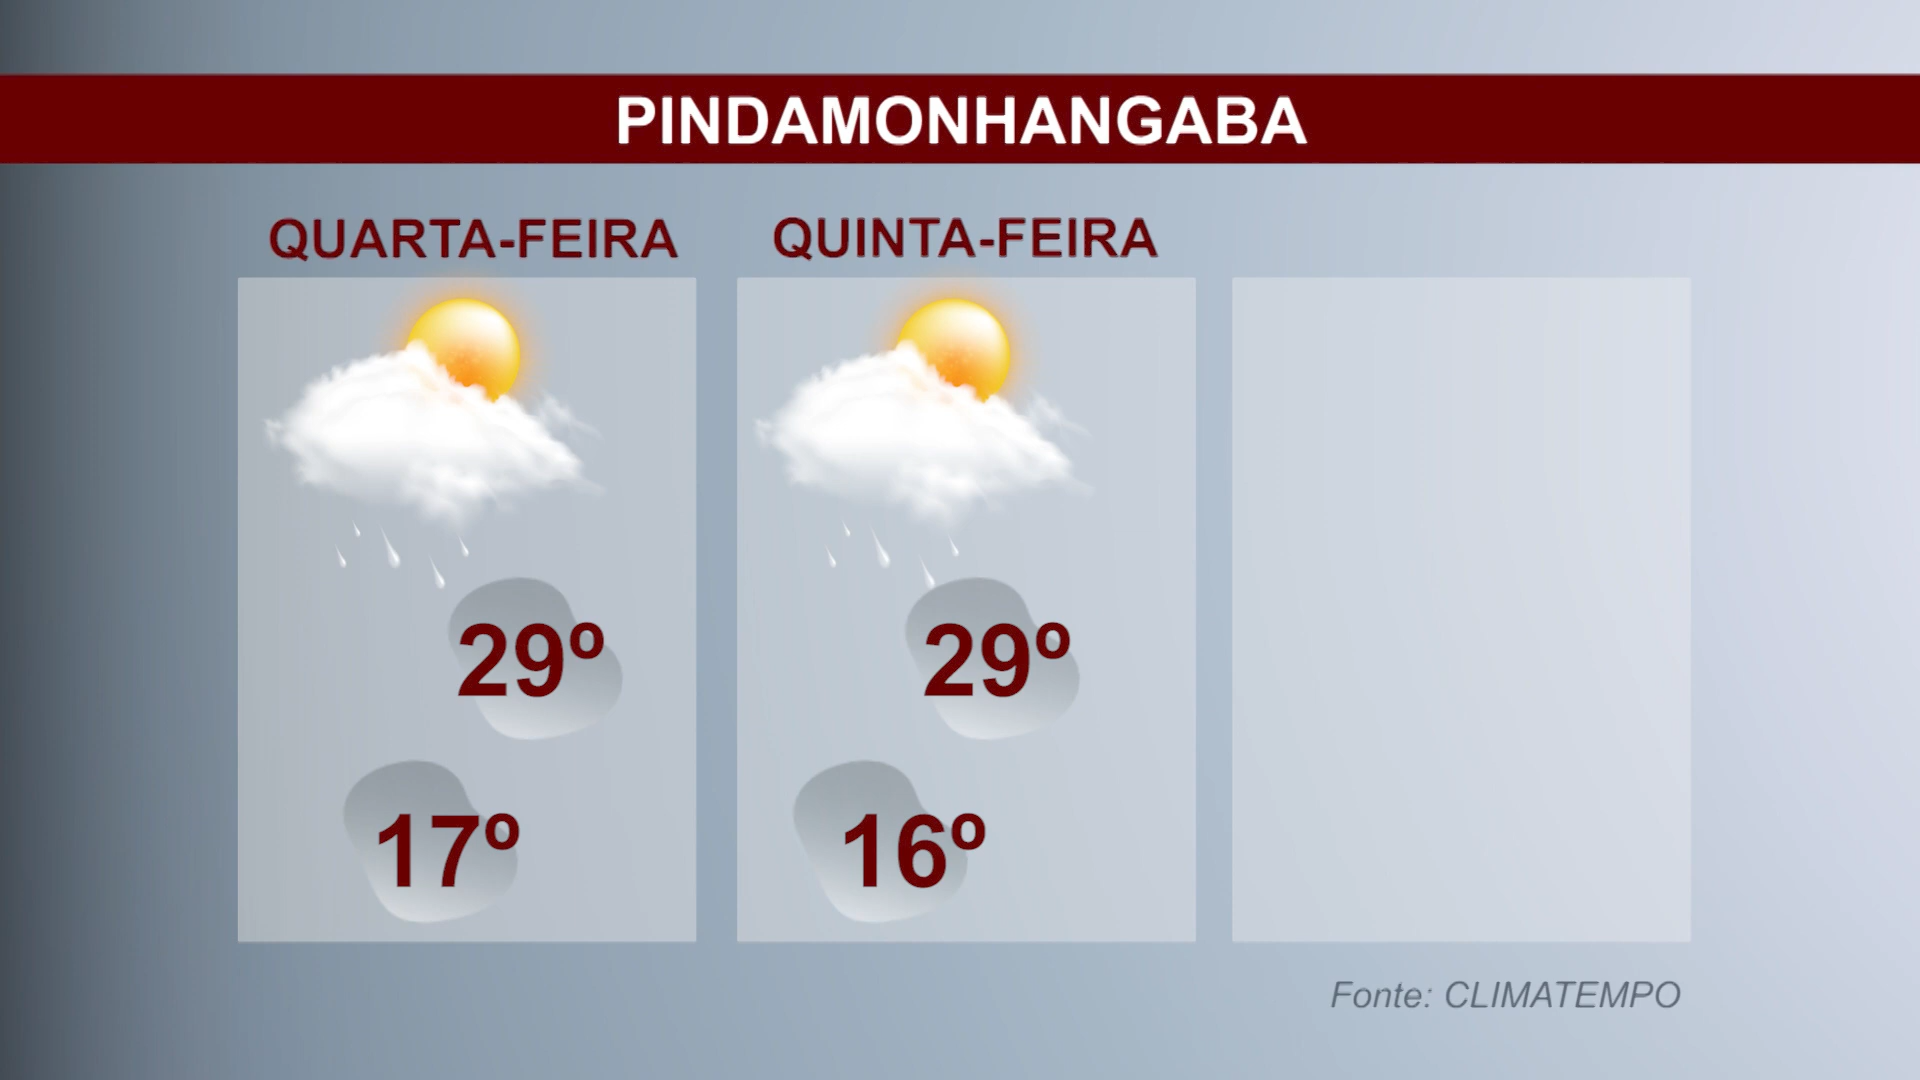 PINDAMONHANGABA
QUARTA-FEIRA
29º
17º
QUINTA-FEIRA
29º
16º
Fonte: CLIMATEMPO